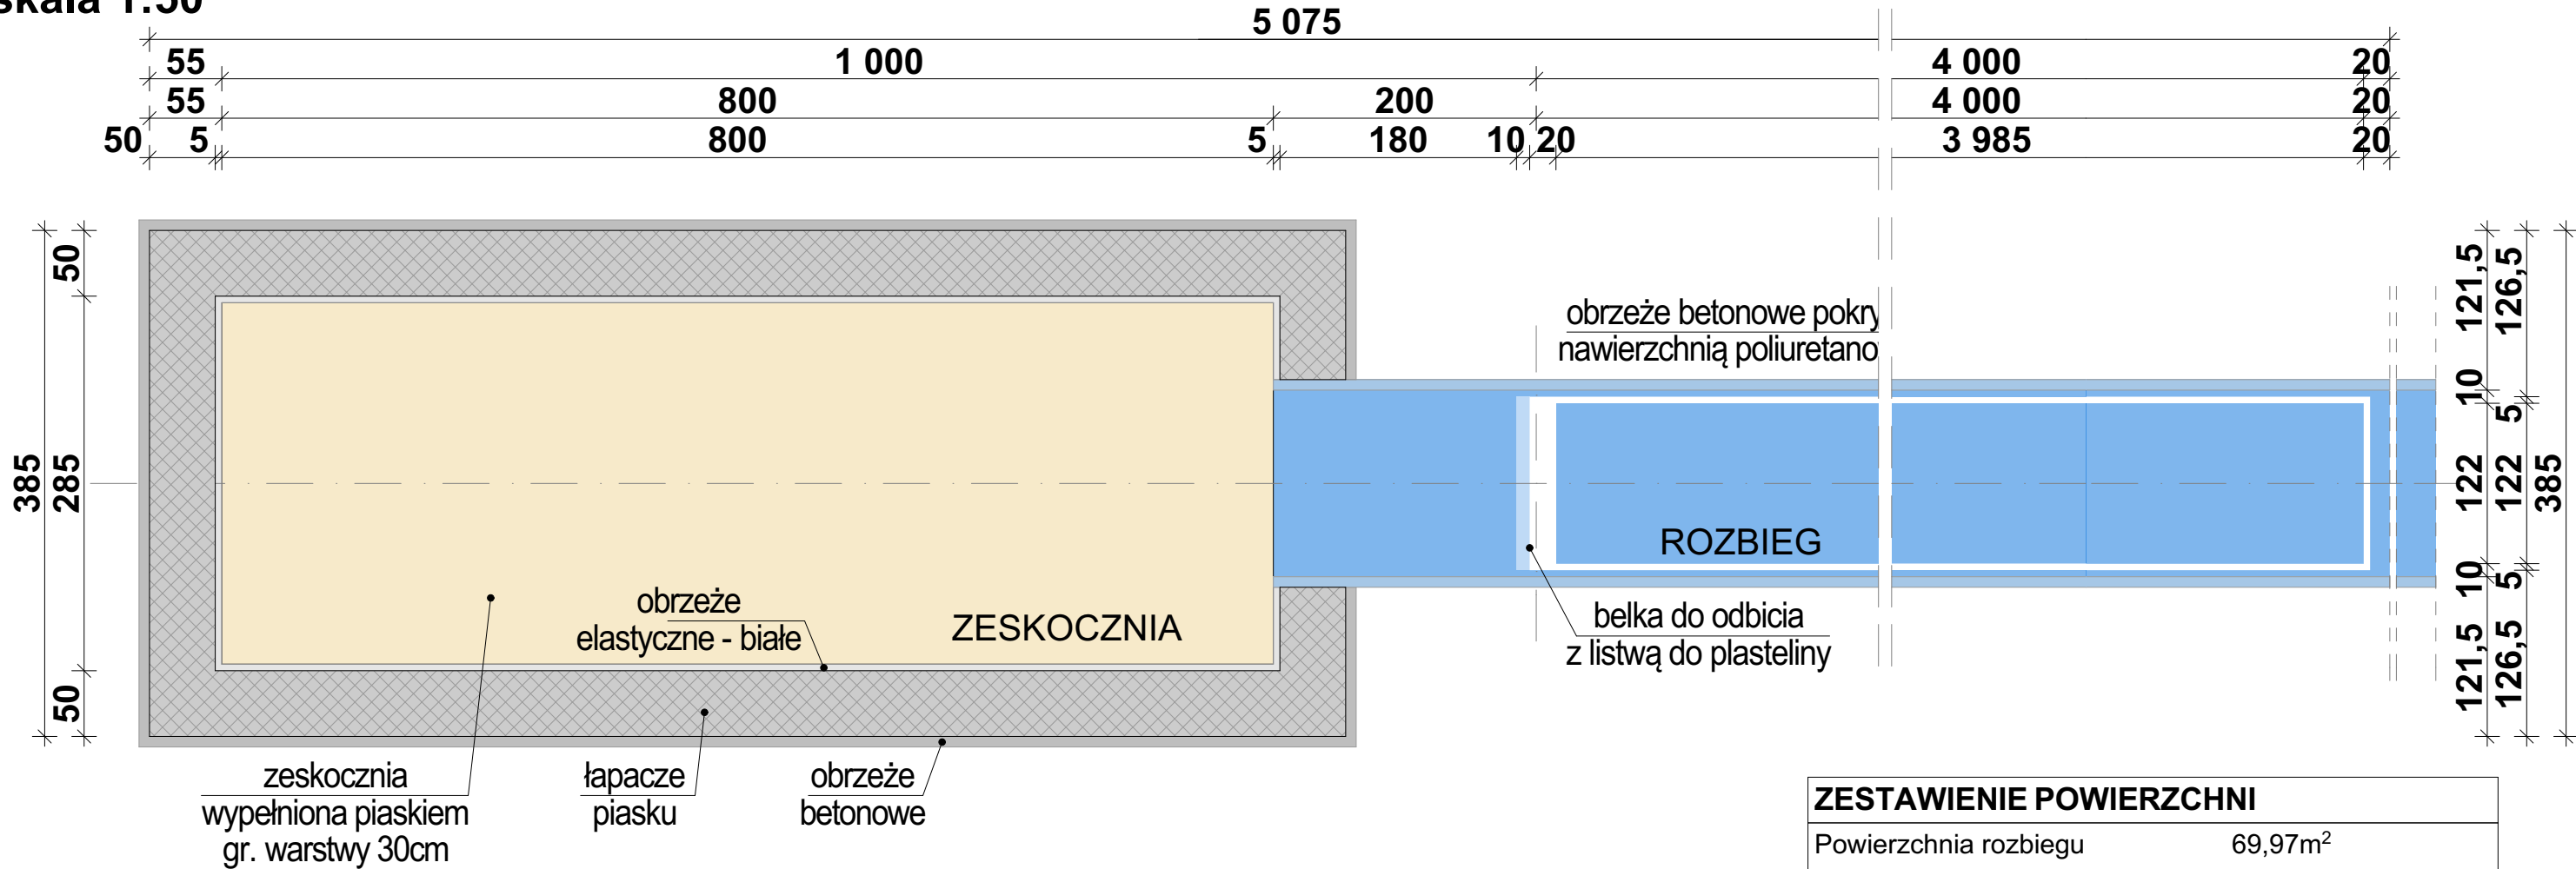 skala 1:50
5 075
55 1 000 4 000 20
55 800 200 4 000 20
50 5 800 5 180 10 20 3 985 20
385
50
285
50
obrzeże betonowe pokry
nawierzchnią poliuretano
ROZBIEG
obrzeże
elastyczne - białe
ZESKOCZNIA
belka do odbicia
z listwą do plasteliny
zeskocznia
wypełniona piaskiem
gr. warstwy 30cm
łapacze
piasku
obrzeże
betonowe
121,5
10
122
10
121,5
126,5
5
122
5
126,5
385
ZESTAWIENIE POWIERZCHNI
Powierzchnia rozbiegu 69,97m²